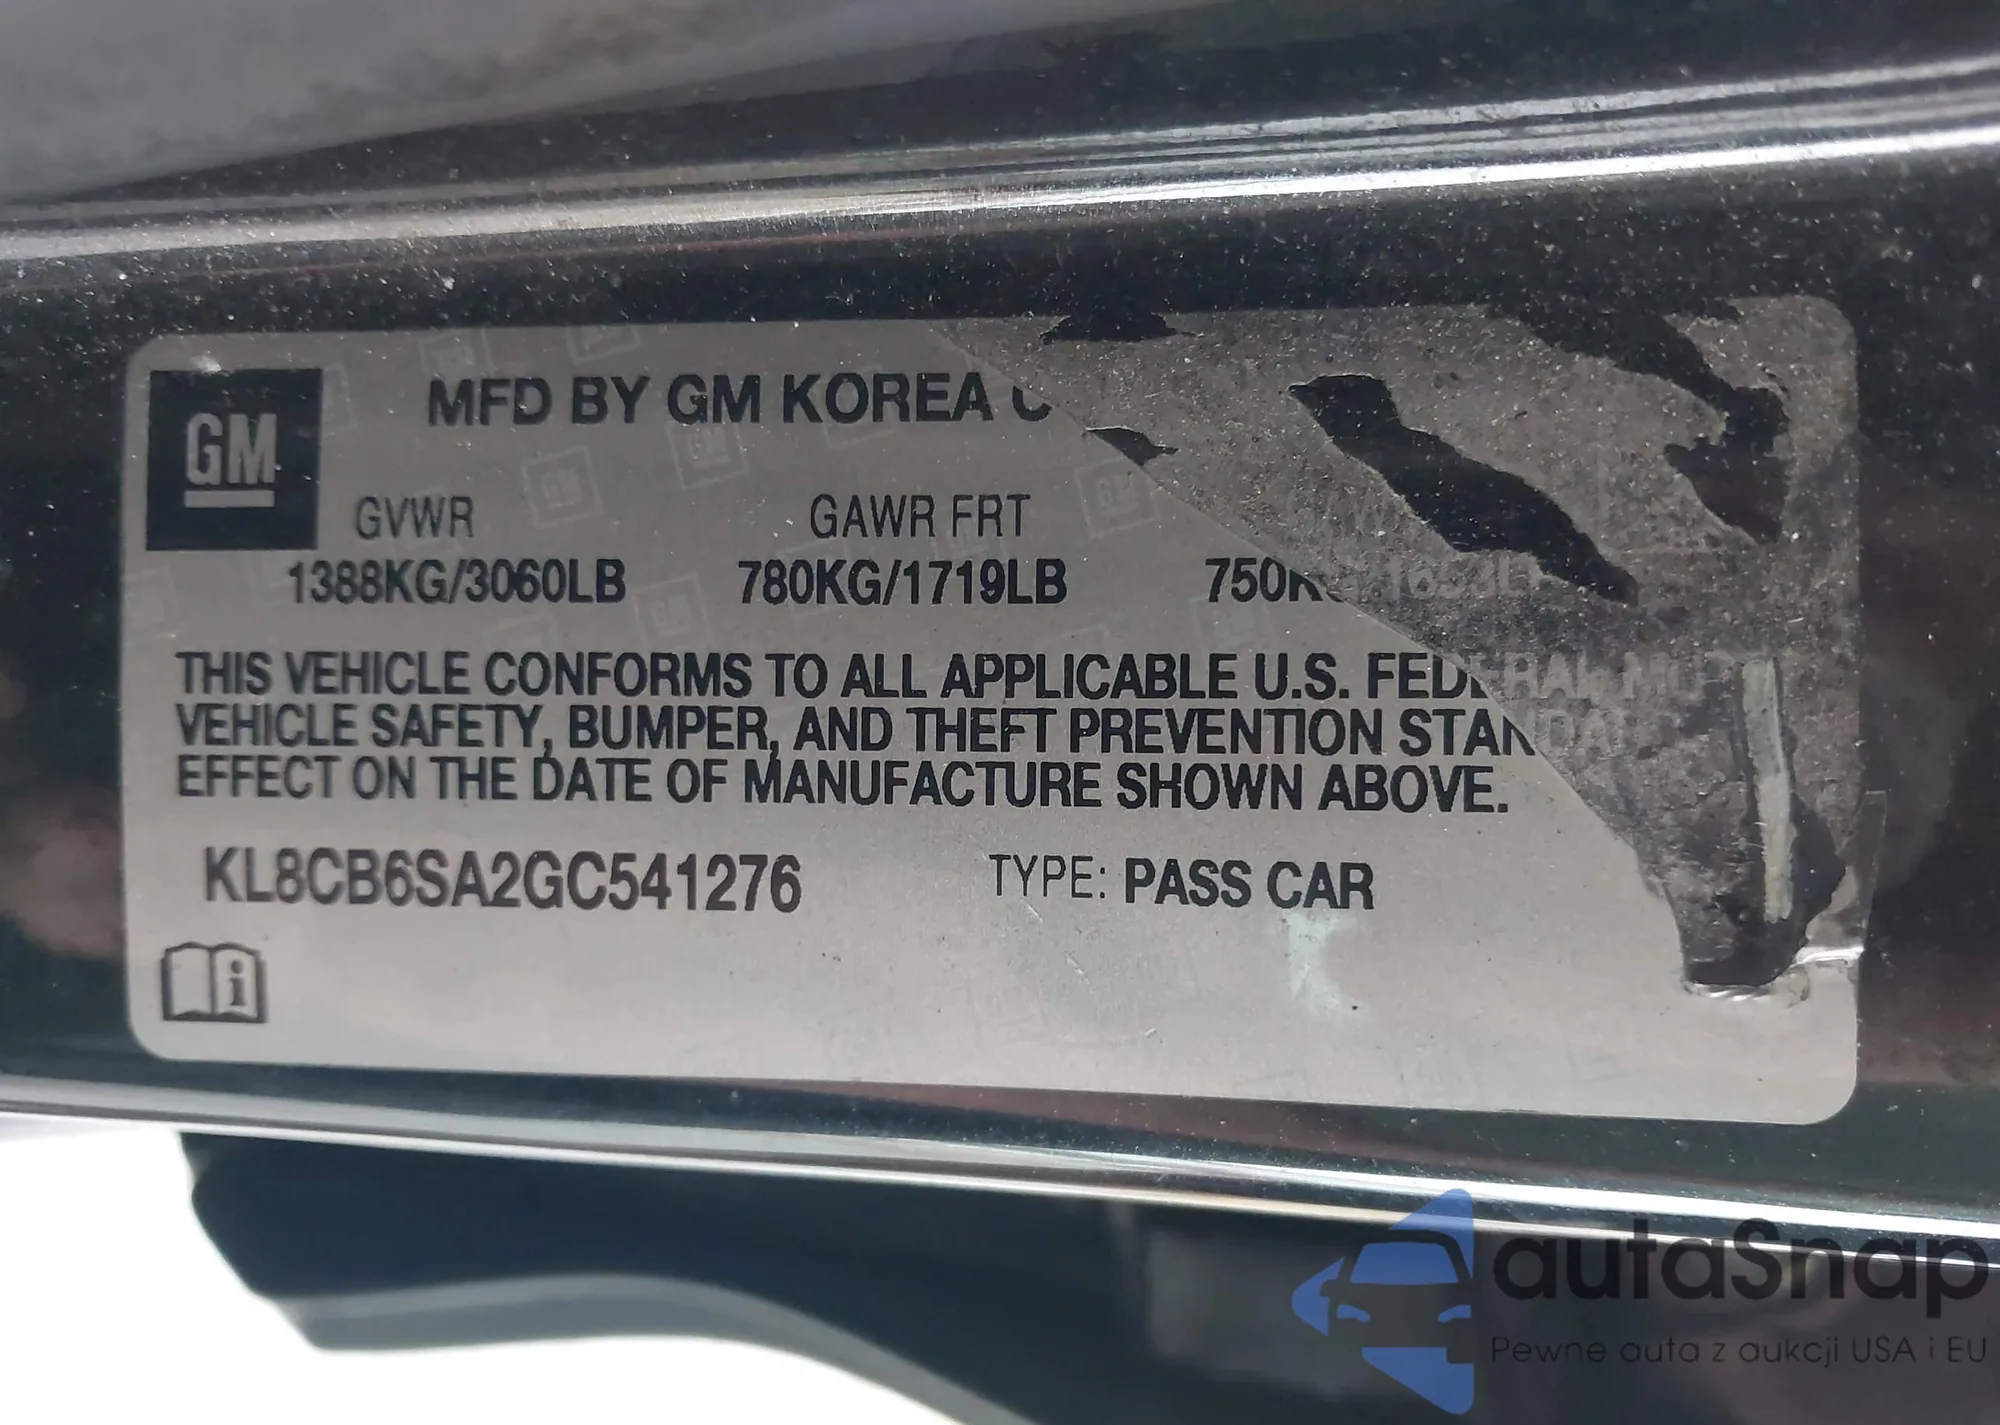 GM
MFD BY GM KOREA
GVWR GAWR FRT
1388KG/3060LB 780KG/1719LB
THIS VEHICLE CONFORMS TO ALL APPLICABLE U.S. FEDERAL
VEHICLE SAFETY, BUMPER, AND THEFT PREVENTION
EFFECT ON THE DATE OF MANUFACTURE SHOWN ABOVE.
KL8CB6SA2GC541276 TYPE: PASS CAR
autaSnap
Pewne auta z aukcji USA i EU